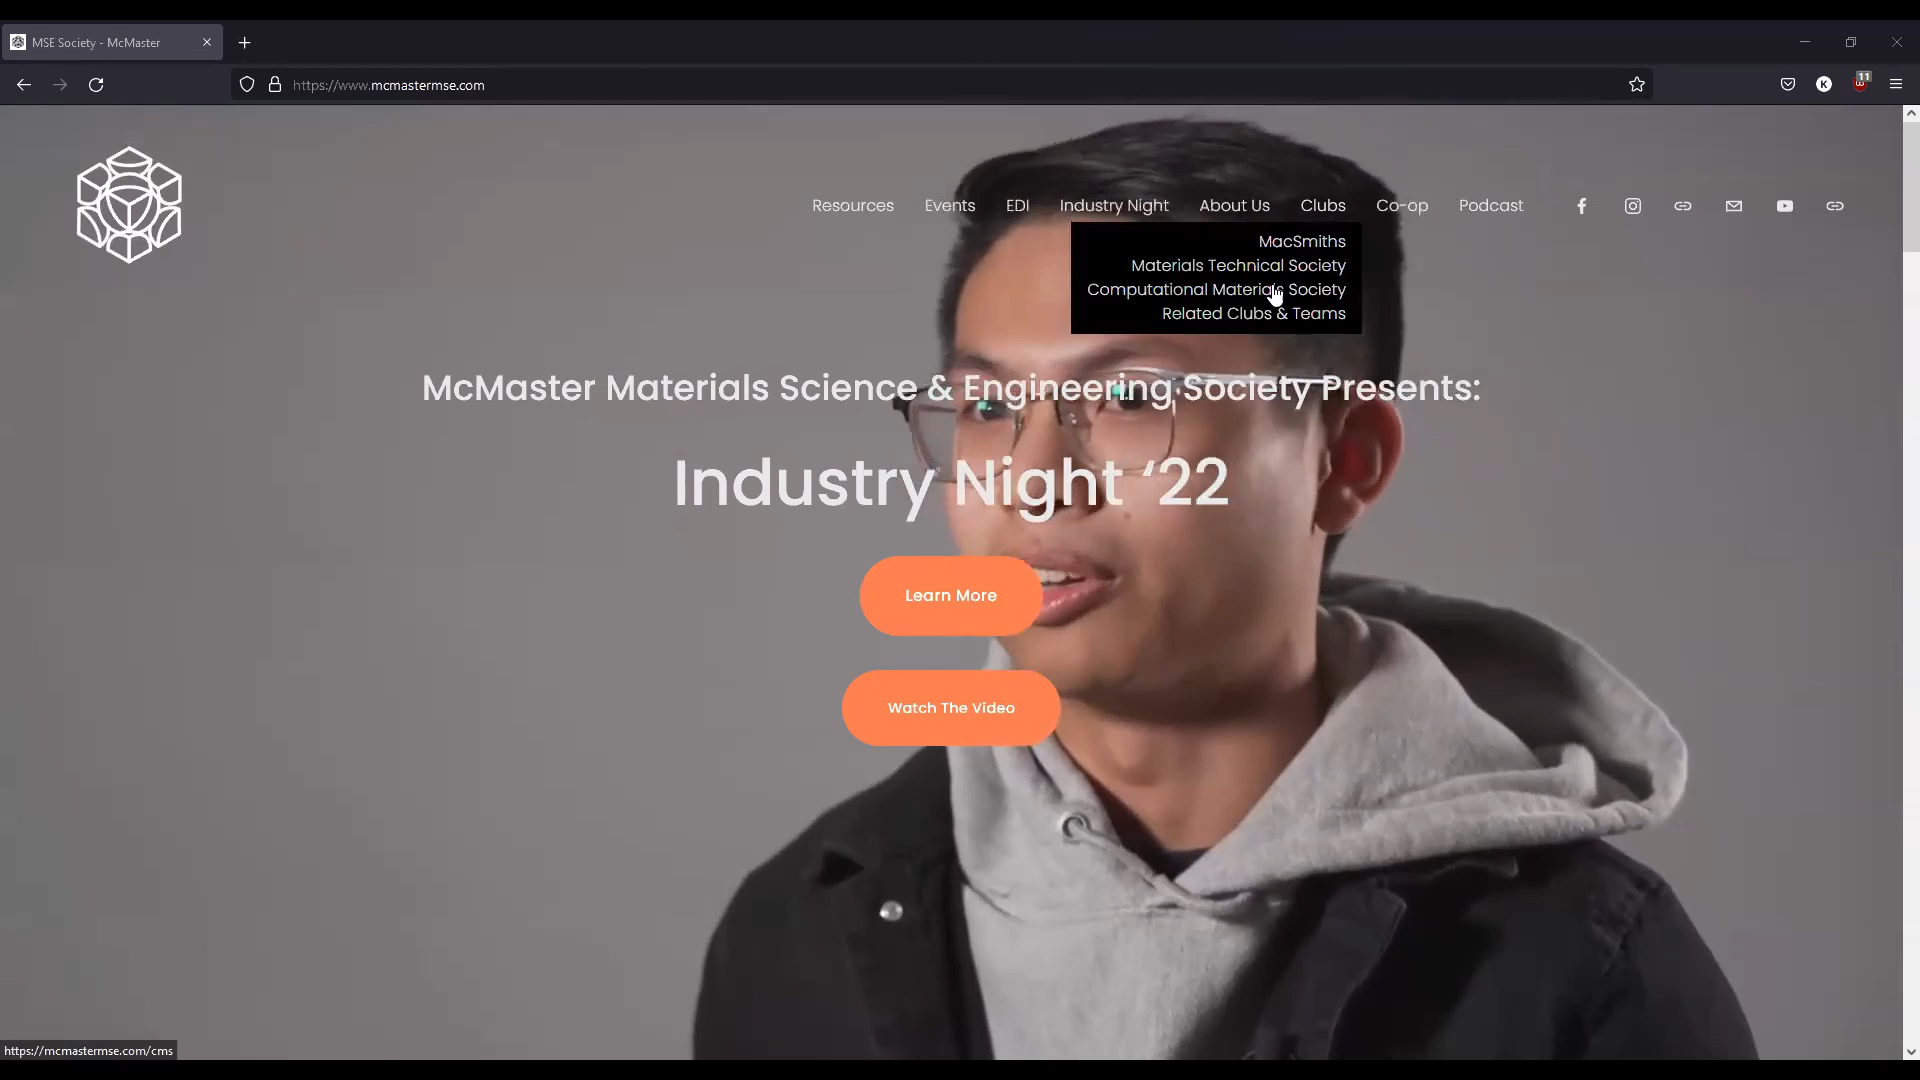 MSE Society - McMaster
https://www.mcmastermse.com
11
K
Resources Events EDI Industry Night About Us Clubs Co-op Podcast
MacSmiths
Materials Technical Society
Computational Materials Society
Related Clubs & Teams
McMaster Materials Science & Engineering Society Presents:
Industry Night ‘22
Learn More
Watch The Video
https://mcmastermse.com/cms